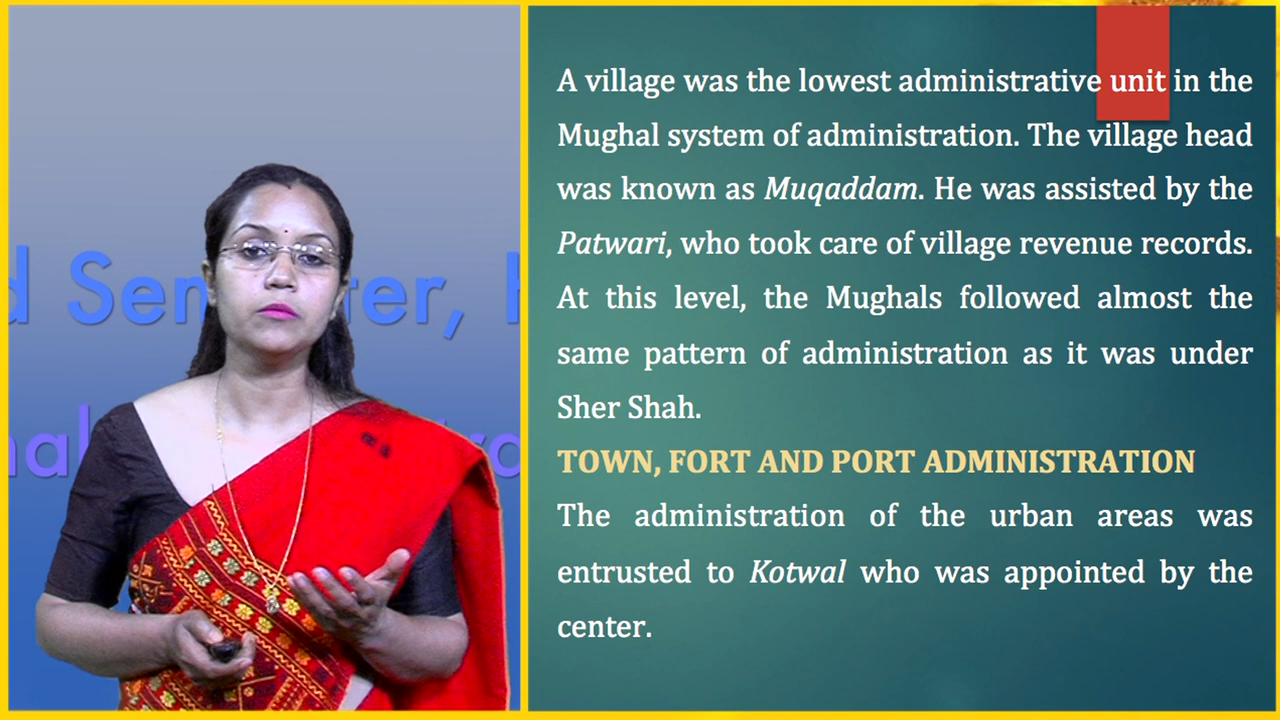 A village was the lowest administrative unit in the
Mughal system of administration. The village head
was known as Muqaddam. He was assisted by the
Patwari, who took care of village revenue records.
At this level, the Mughals followed almost the
same pattern of administration as it was under
Sher Shah.
TOWN, FORT AND PORT ADMINISTRATION
The administration of the urban areas was
entrusted to Kotwal who was appointed by the
center.